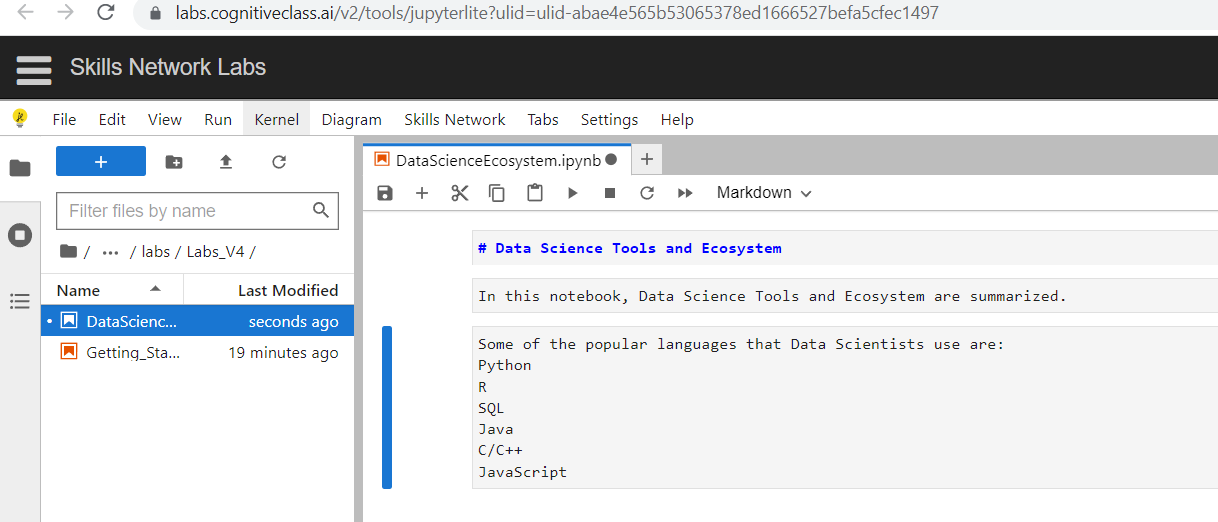 labs.cognitiveclass.ai/v2/tools/jupyterlite?ulid=ulid-abae4e565b53065378ed1666527befa5cfec1497
Skills Network Labs
File Edit View Run Kernel Diagram Skills Network Tabs Settings Help
DataScienceEcosystem.ipynb
Markdown
Filter files by name
/ ... / labs / Labs_V4 /
Name Last Modified
DataScienc... seconds ago
Getting_Sta... 19 minutes ago
# Data Science Tools and Ecosystem
In this notebook, Data Science Tools and Ecosystem are summarized.
Some of the popular languages that Data Scientists use are:
Python
R
SQL
Java
C/C++
JavaScript